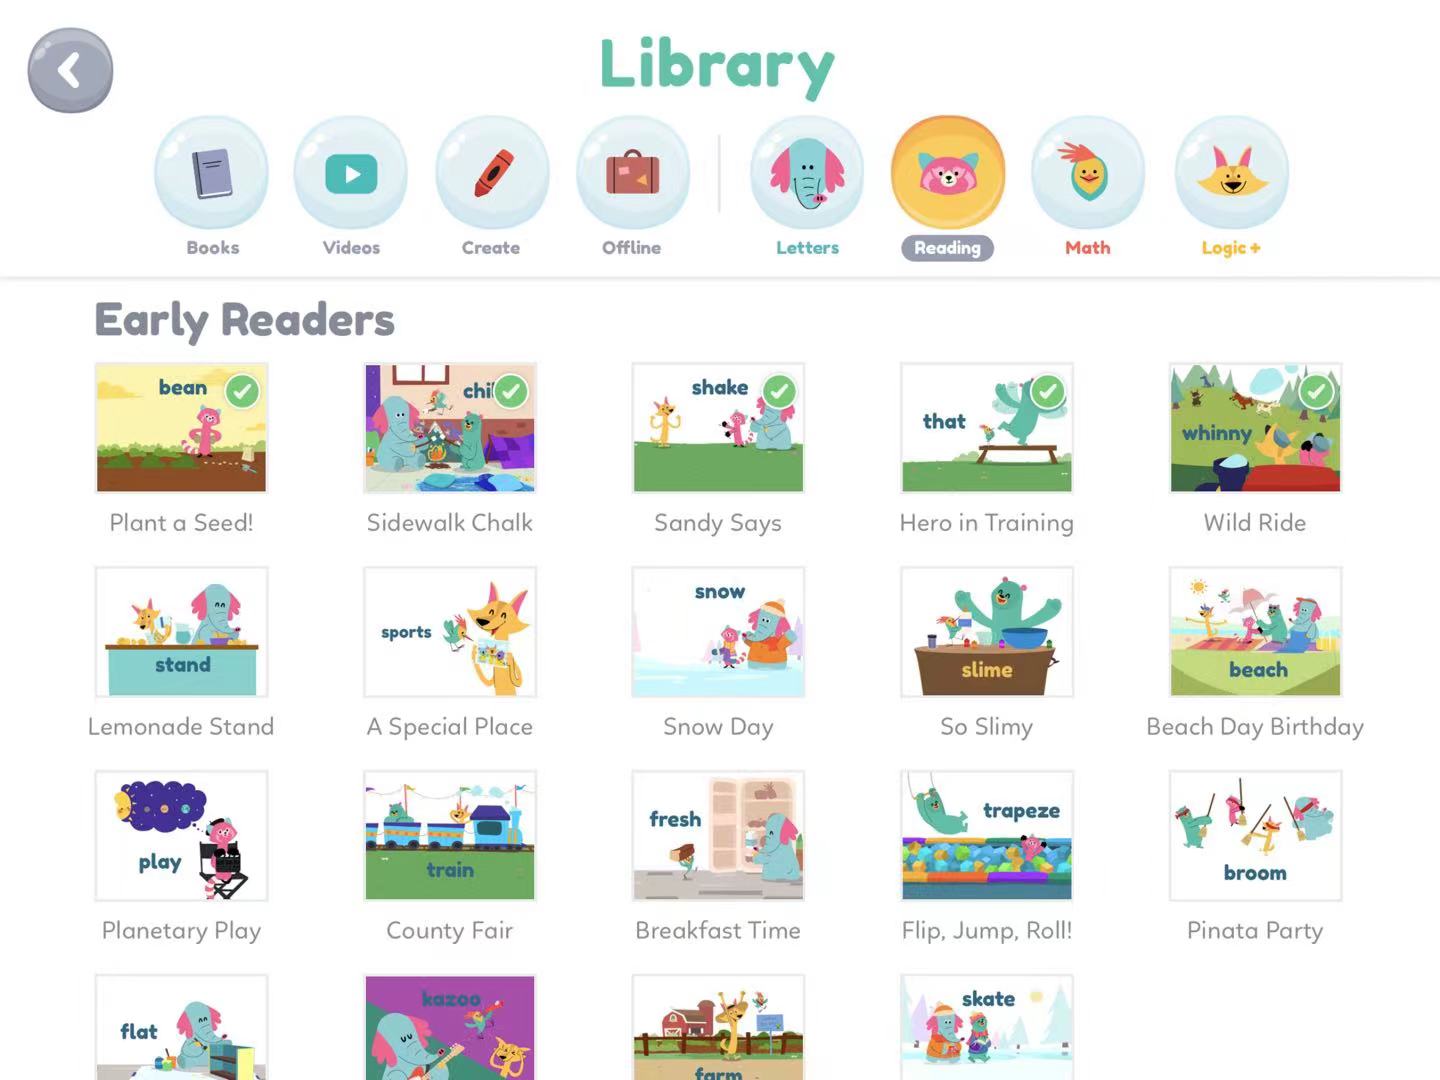 Library
Books
Videos
Create
Offline
Letters
Reading
Math
Logic +
Early Readers
bean
shake
that
whinny
Plant a Seed!
Sidewalk Chalk
Sandy Says
Hero in Training
Wild Ride
stand
sports
snow
slime
beach
Lemonade Stand
A Special Place
Snow Day
So Slimy
Beach Day Birthday
play
train
fresh
trapeze
broom
Planetary Play
County Fair
Breakfast Time
Flip, Jump, Roll!
Pinata Party
flat
kazoo
farm
skate